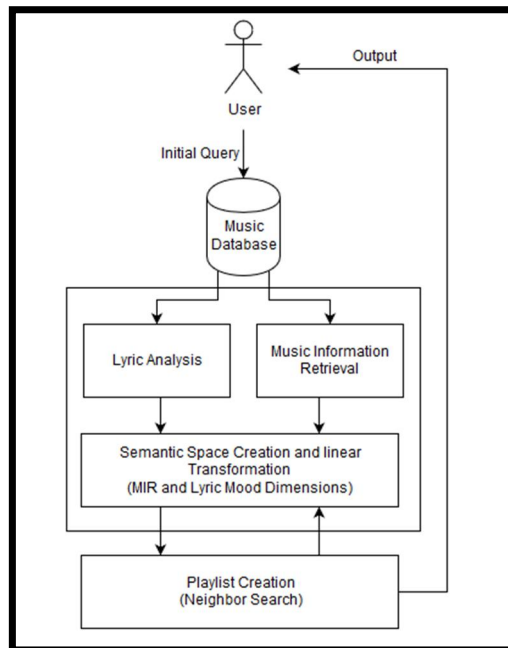 Output
User
Initial Query
Music
Database
Lyric Analysis
Music Information
Retrieval
Semantic Space Creation and linear
Transformation
(MIR and Lyric Mood Dimensions)
Playlist Creation
(Neighbor Search)